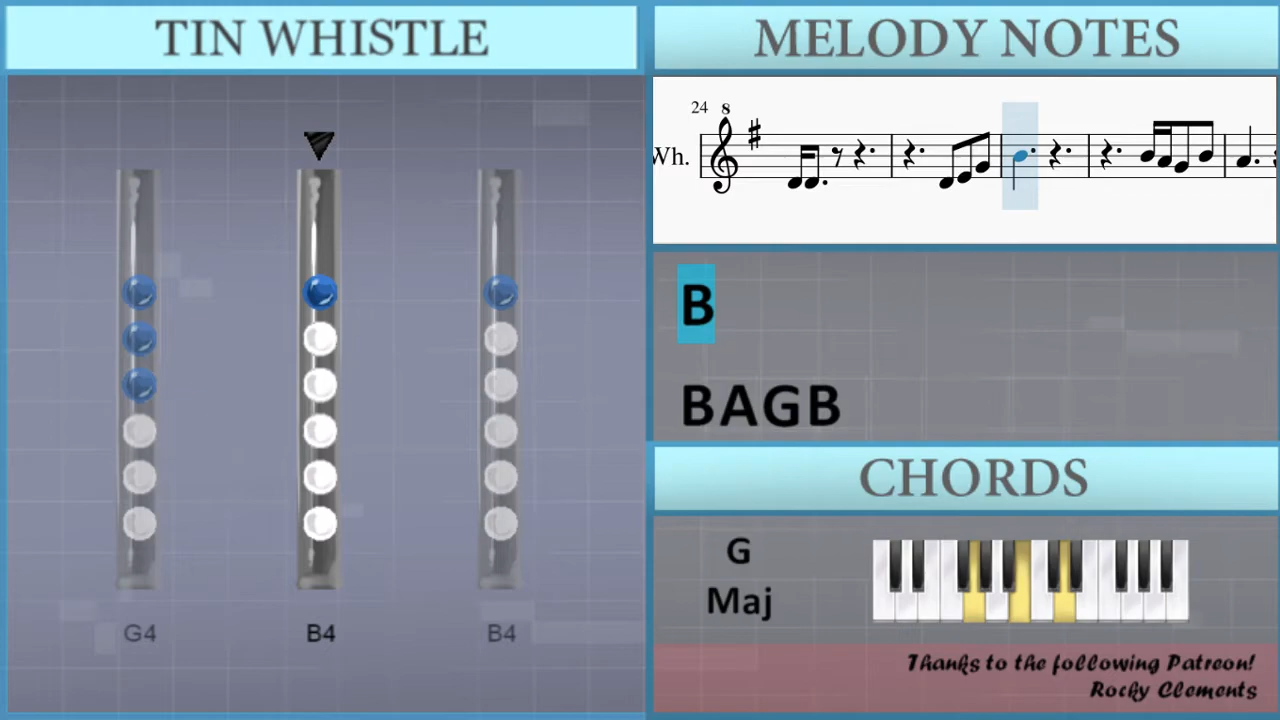 TIN WHISTLE
G4
B4
B4
MELODY NOTES
24
8
Wh.
B
BAGB
CHORDS
G
Maj
Thanks to the following Patreon!
Rocky Clements